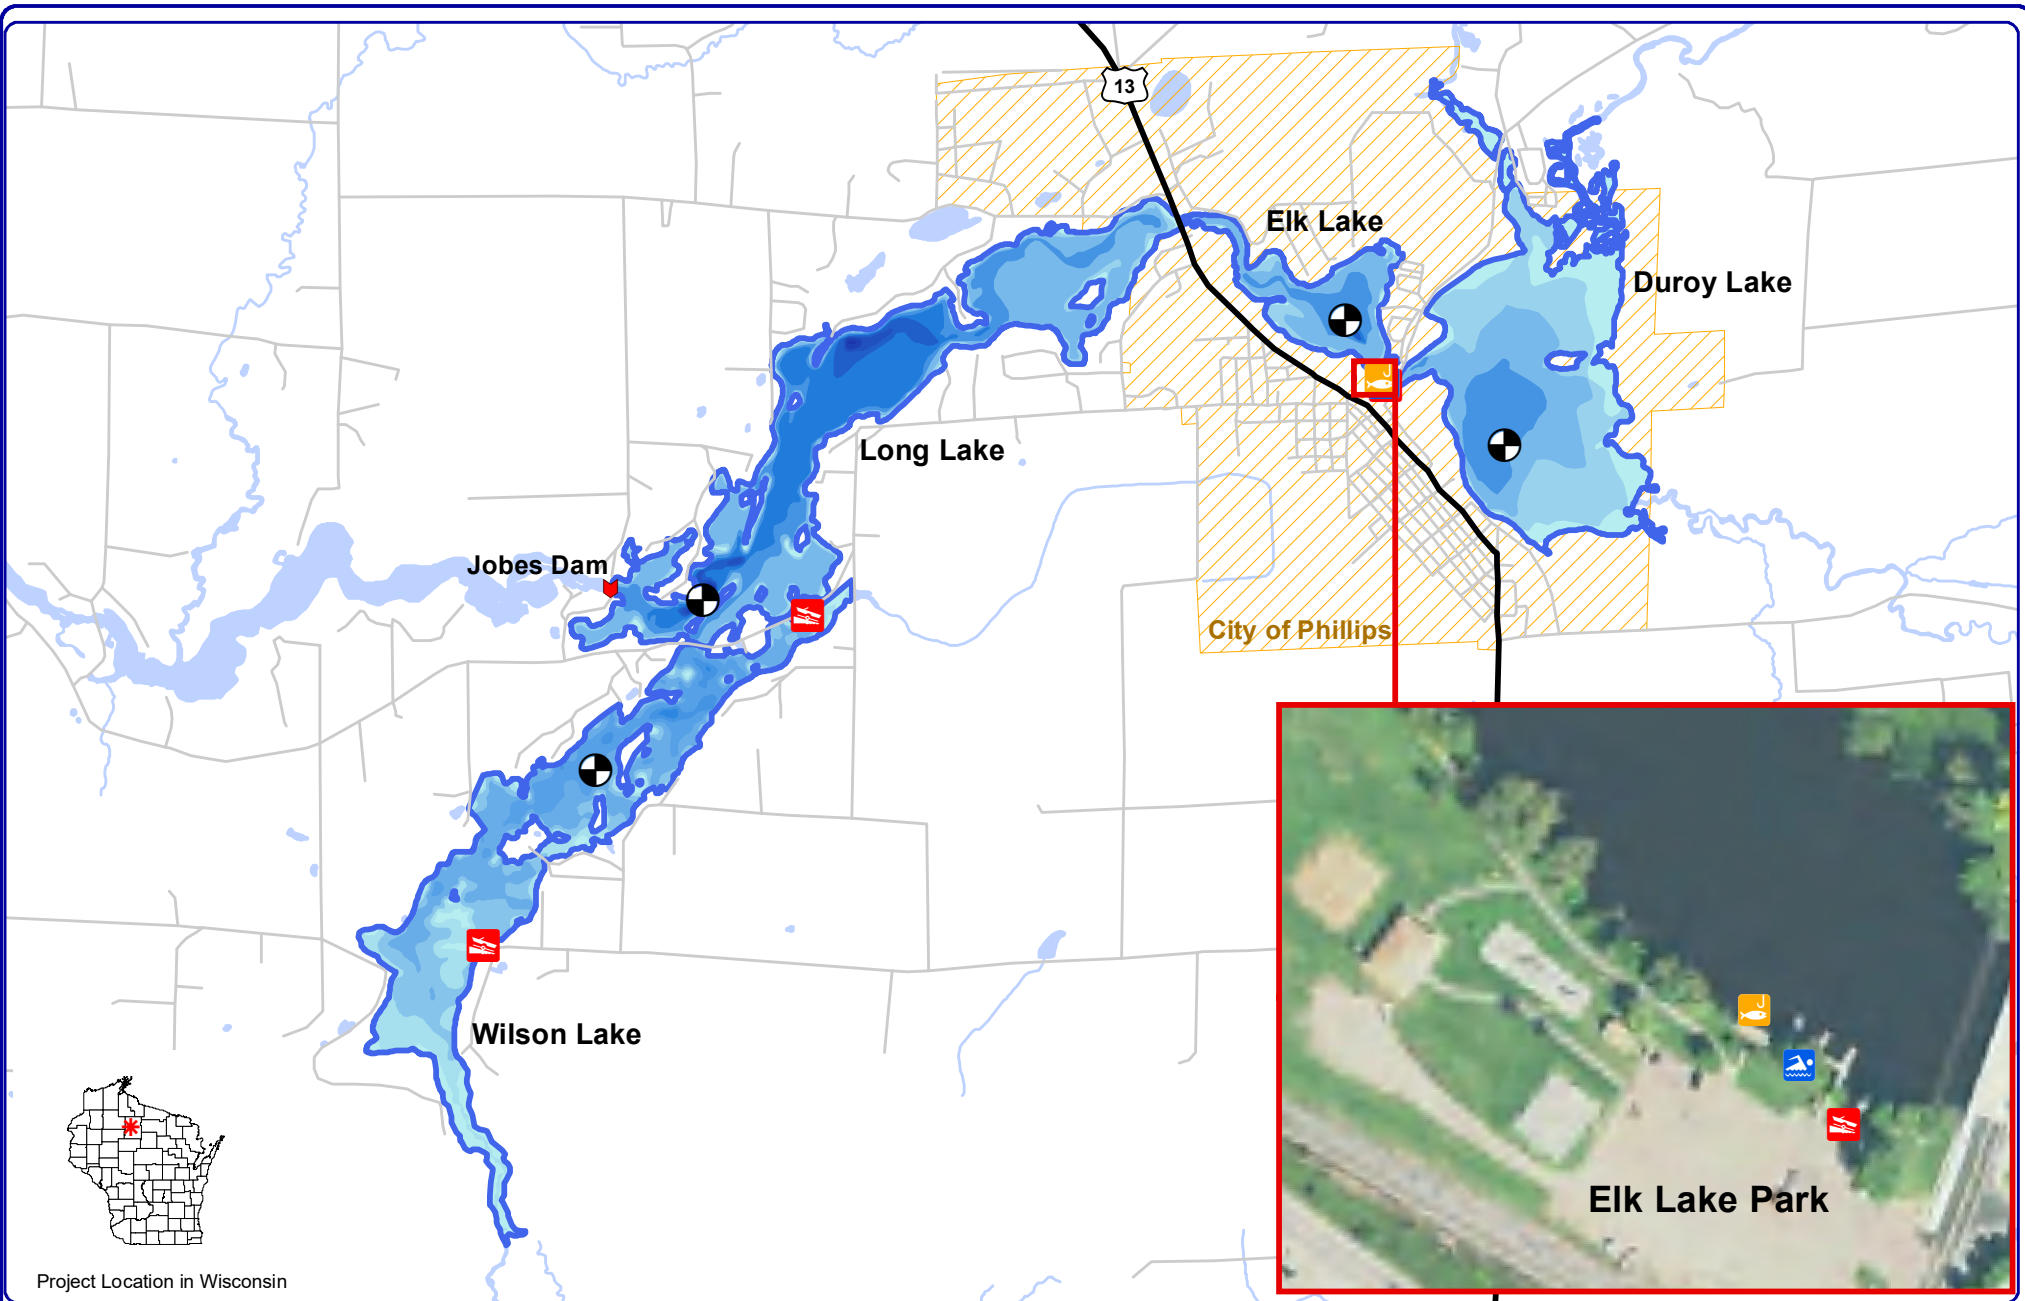 13
Elk Lake
Duroy Lake
Long Lake
Jobes Dam
City of Phillips
Wilson Lake
Elk Lake Park
Project Location in Wisconsin